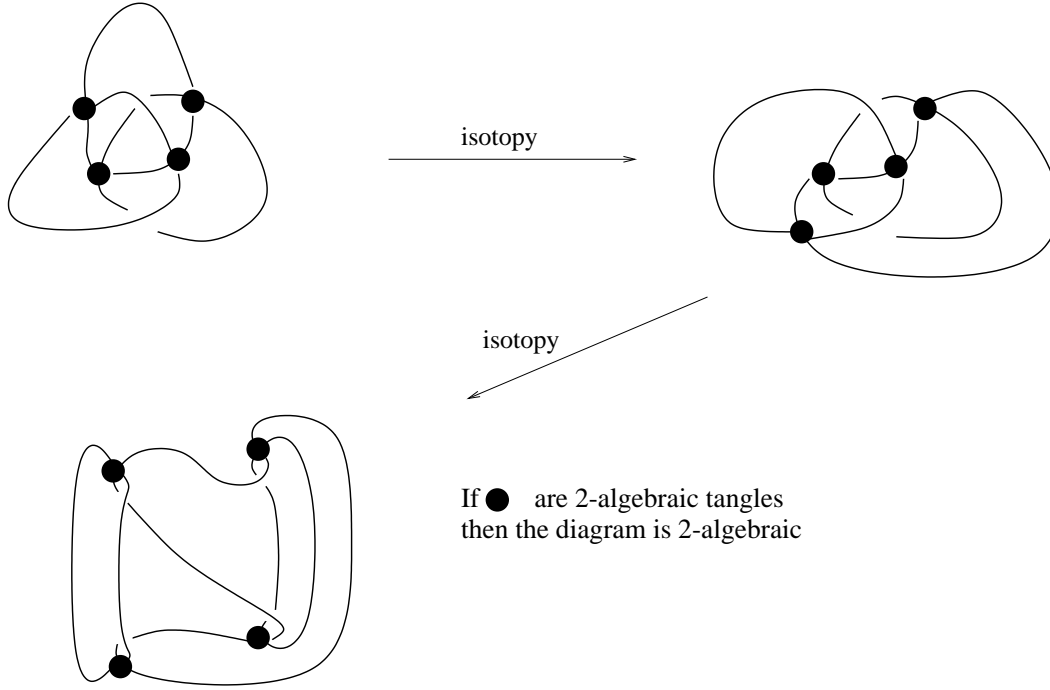 isotopy
isotopy
If ● are 2-algebraic tangles
then the diagram is 2-algebraic